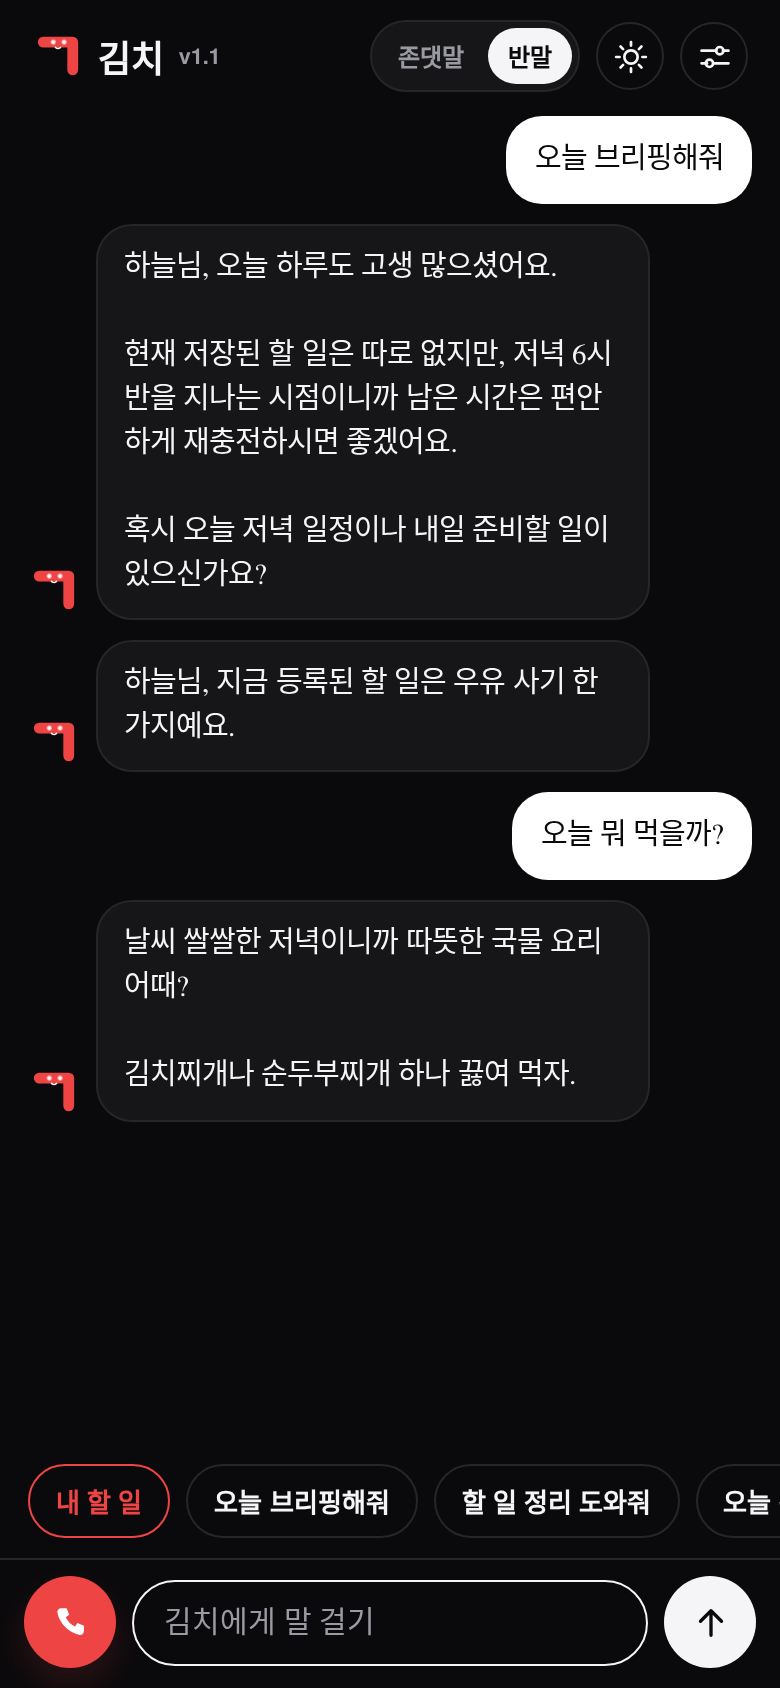 김치 v1.1 존댓말 반말
오늘 브리핑해줘
하늘님, 오늘 하루도 고생 많으셨어요.
현재 저장된 할 일은 따로 없지만, 저녁 6시
반을 지나는 시점이니까 남은 시간은 편안
하게 재충전하시면 좋겠어요.
혹시 오늘 저녁 일정이나 내일 준비할 일이
있으신가요?
하늘님, 지금 등록된 할 일은 우유 사기 한
가지예요.
오늘 뭐 먹을까?
날씨 쌀쌀한 저녁이니까 따뜻한 국물 요리
어때?
김치찌개나 순두부찌개 하나 끓여 먹자.
내 할 일 오늘 브리핑해줘 할 일 정리 도와줘 오늘
김치에게 말 걸기